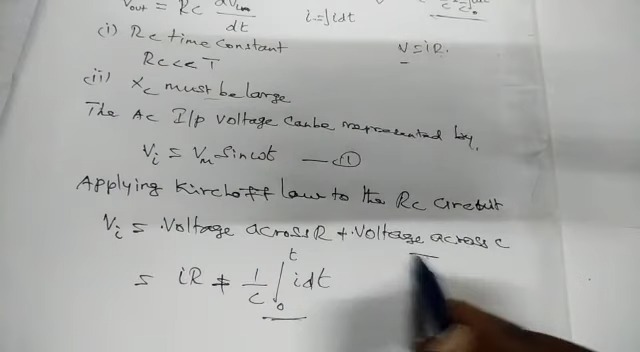 Vout = Rc dVin/dt i=∫idt
(i) Rc time constant V=iR.
Rc<<T
(ii) Xc must be large
The Ac I/p voltage can be represented by,
Vi = Vm sin ωt — ①
Applying Kirchoff law to the Rc circuit
Vi = Voltage across R + Voltage across C
= iR + 1/C ∫₀ᵗ idt